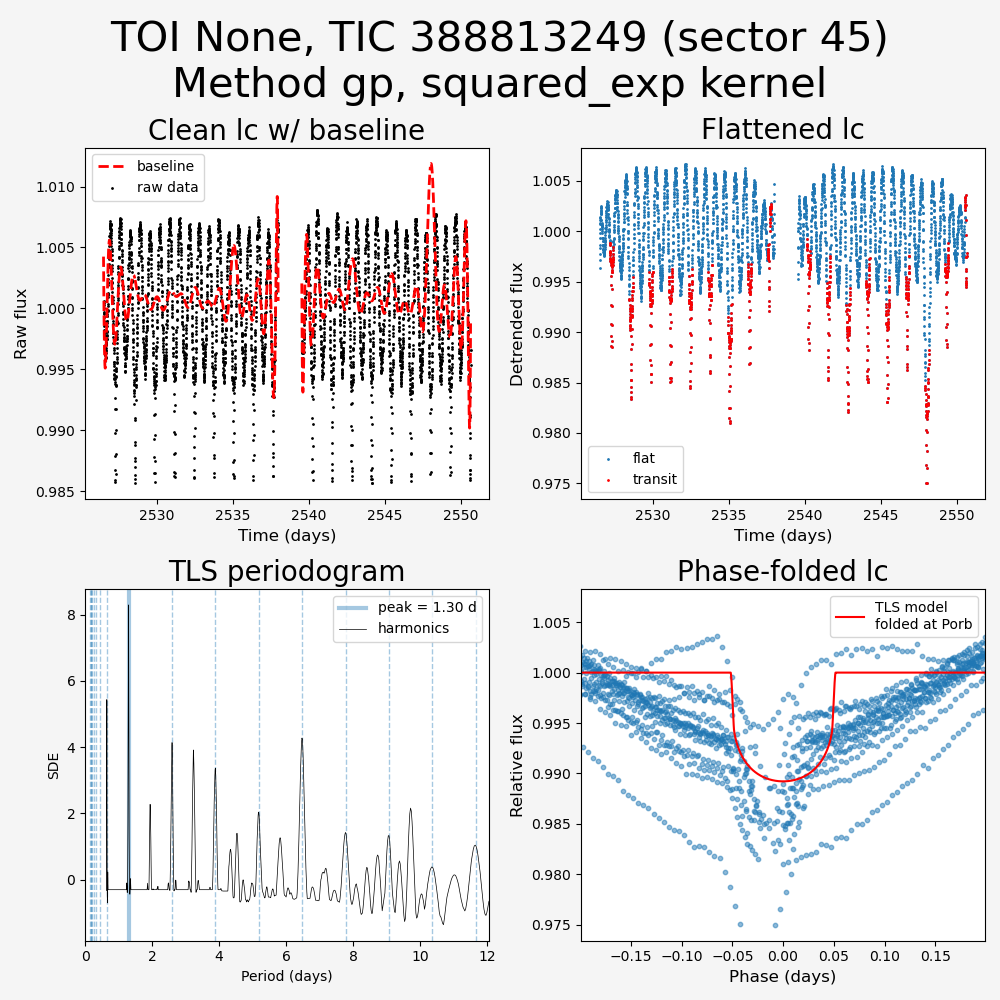 TOI None, TIC 388813249 (sector 45)
Method gp, squared_exp kernel
Clean lc w/ baseline
baseline
raw data
1.010
1.005
1.000
0.995
0.990
0.985
Raw flux
2530
2535
2540
2545
2550
Time (days)
Flattened lc
1.005
1.000
0.995
0.990
0.985
0.980
0.975
Detrended flux
flat
transit
2530
2535
2540
2545
2550
Time (days)
TLS periodogram
peak = 1.30 d
harmonics
8
6
4
2
0
SDE
0
2
4
6
8
10
12
Period (days)
Phase-folded lc
TLS model
folded at Porb
1.005
1.000
0.995
0.990
0.985
0.980
0.975
Relative flux
−0.15
−0.10
−0.05
0.00
0.05
0.10
0.15
Phase (days)